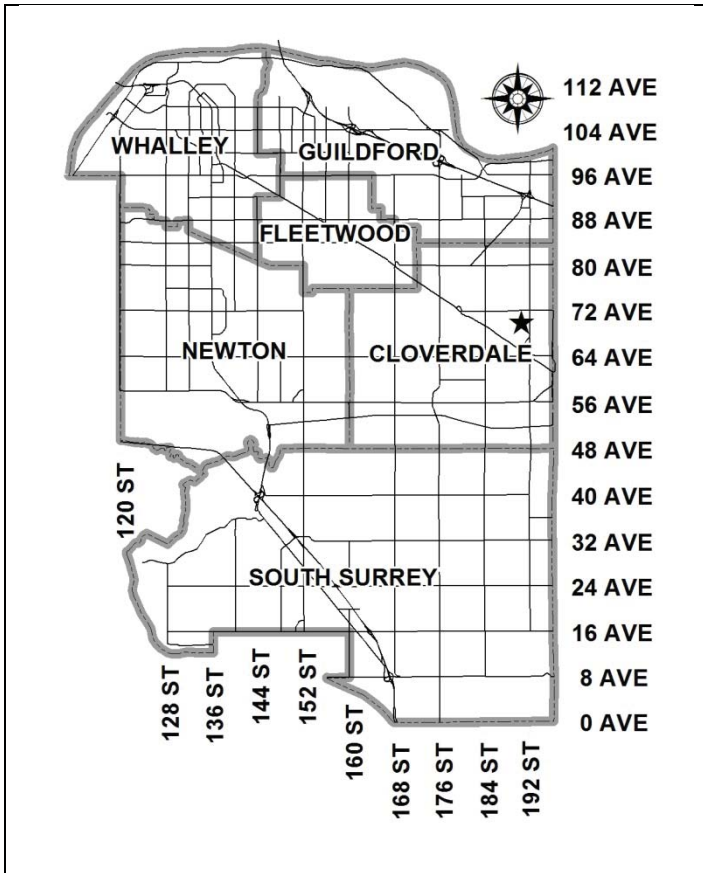 112 AVE
104 AVE
WHALLEY
GUILDFORD
96 AVE
88 AVE
FLEETWOOD
80 AVE
72 AVE
NEWTON
CLOVERDALE
64 AVE
56 AVE
48 AVE
120 ST
40 AVE
32 AVE
SOUTH SURREY
24 AVE
16 AVE
128 ST
136 ST
144 ST
152 ST
160 ST
8 AVE
0 AVE
168 ST
176 ST
184 ST
192 ST